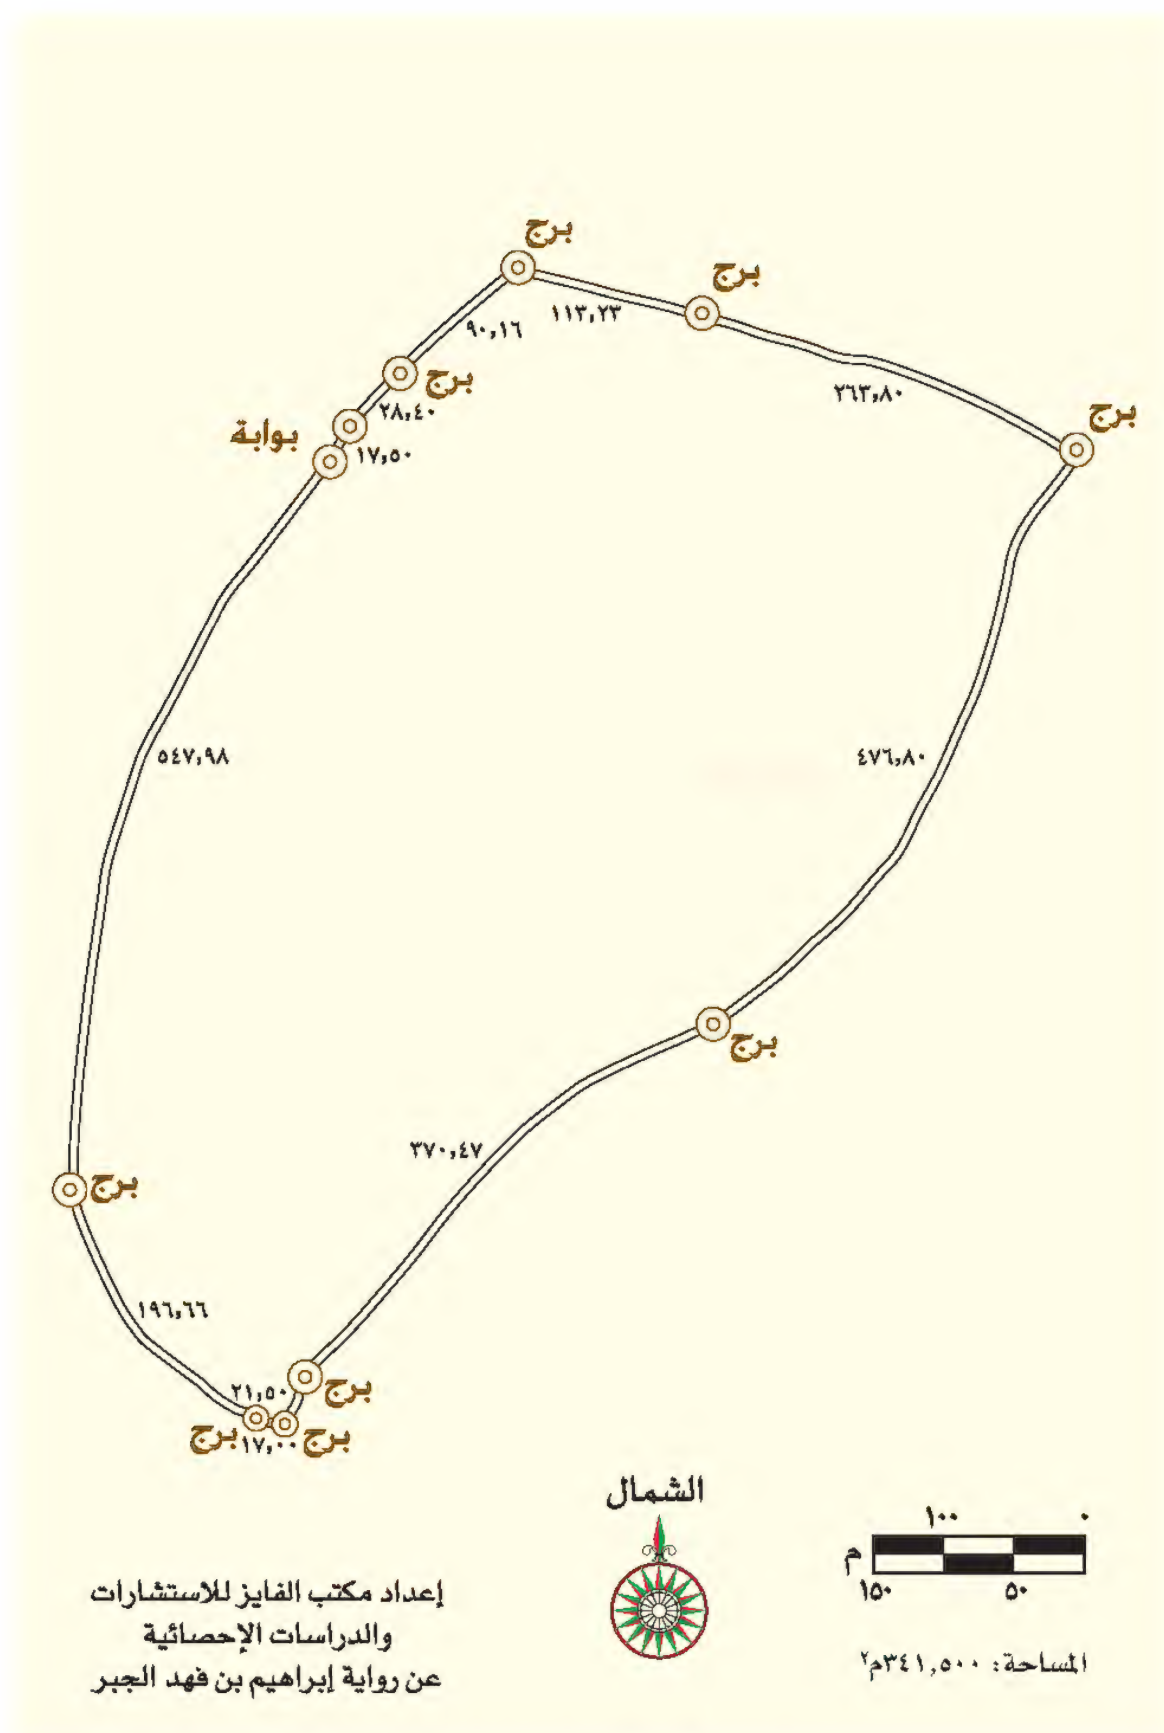 برج
برج
١١٣,٢٣
٩٠,١٦
برج
٢٦٣,٨٠
برج
٢٨,٤٠
بوابة
١٧,٥٠
٥٤٧,٩٨
٤٧٦,٨٠
برج
٣٧٠,٤٧
برج
١٩٦,٦٦
برج
٢١,٥٠
برج
١٧,٠٠
برج
الشمال
٠
١٠٠
م
٥٠
١٥٠
المساحة: ٣٤١,٥٠٠م٢
إعداد مكتب الفايز للاستشارات
والدراسات الإحصائية
عن رواية إبراهيم بن فهد الجبر